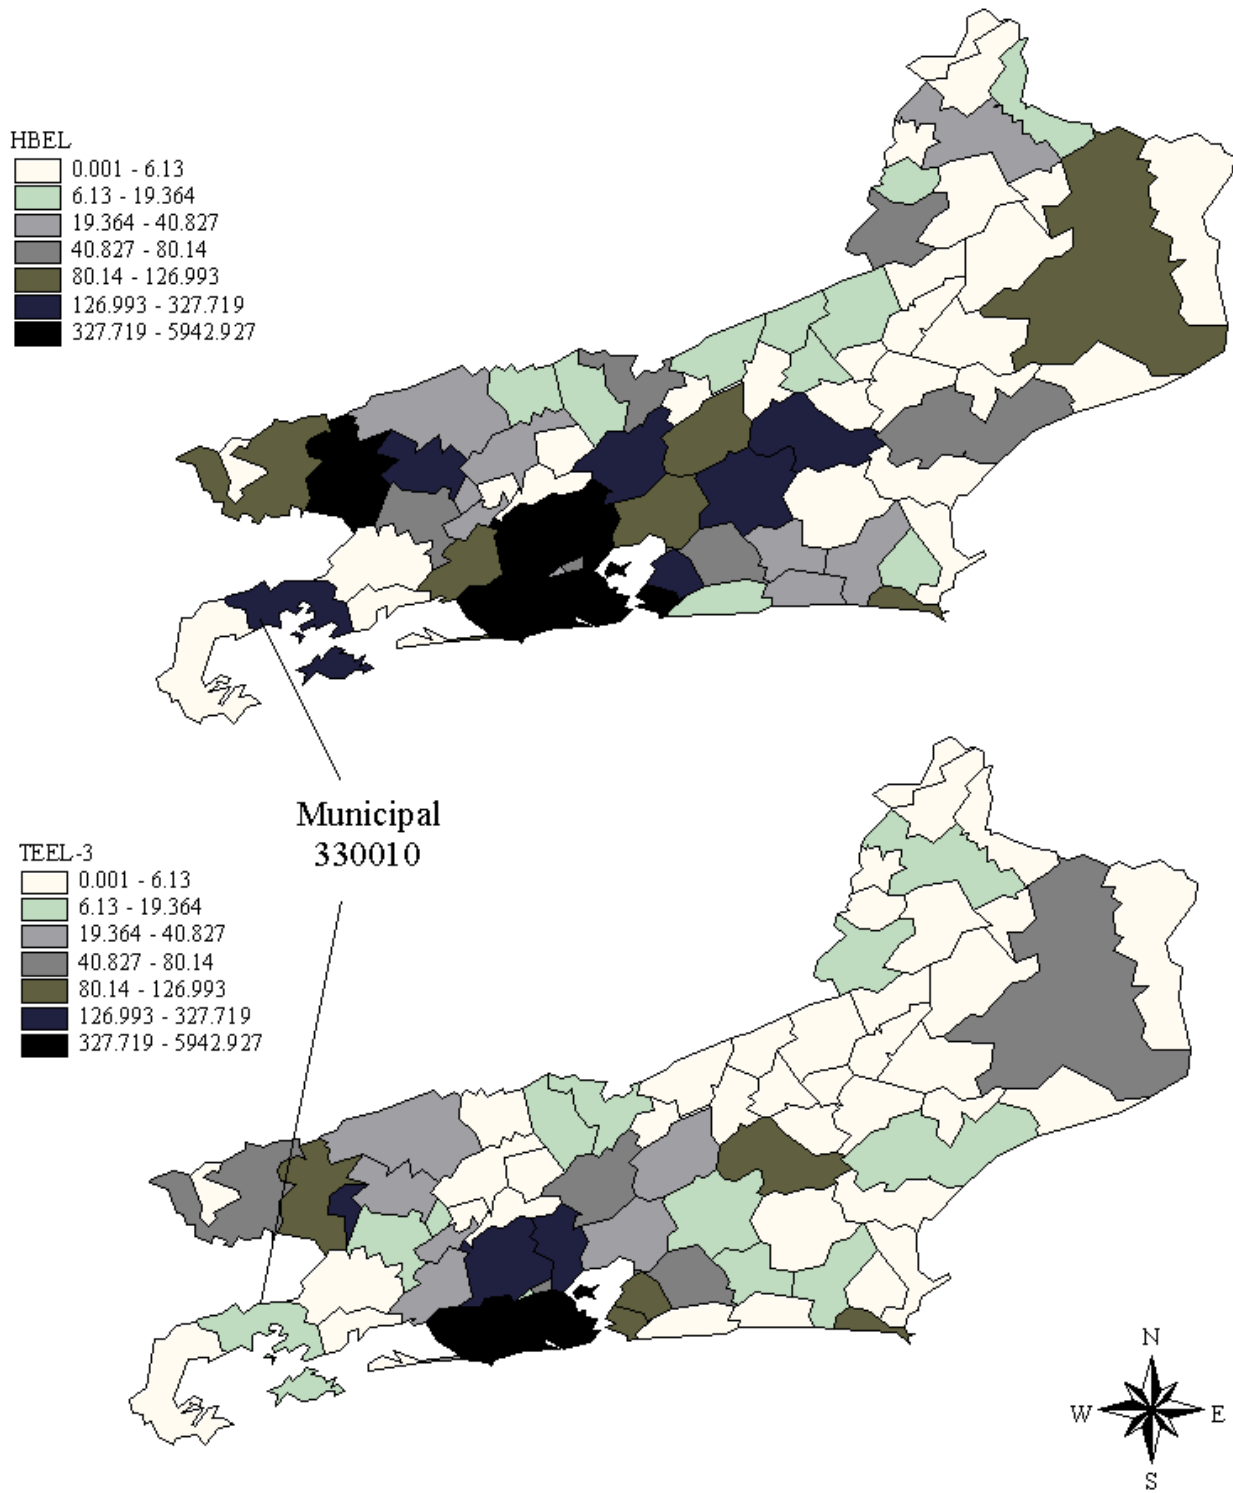 HBEL
0.001 - 6.13
6.13 - 19.364
19.364 - 40.827
40.827 - 80.14
80.14 - 126.993
126.993 - 327.719
327.719 - 5942.927
Municipal
330010
TEEL-3
0.001 - 6.13
6.13 - 19.364
19.364 - 40.827
40.827 - 80.14
80.14 - 126.993
126.993 - 327.719
327.719 - 5942.927
N
W E
S